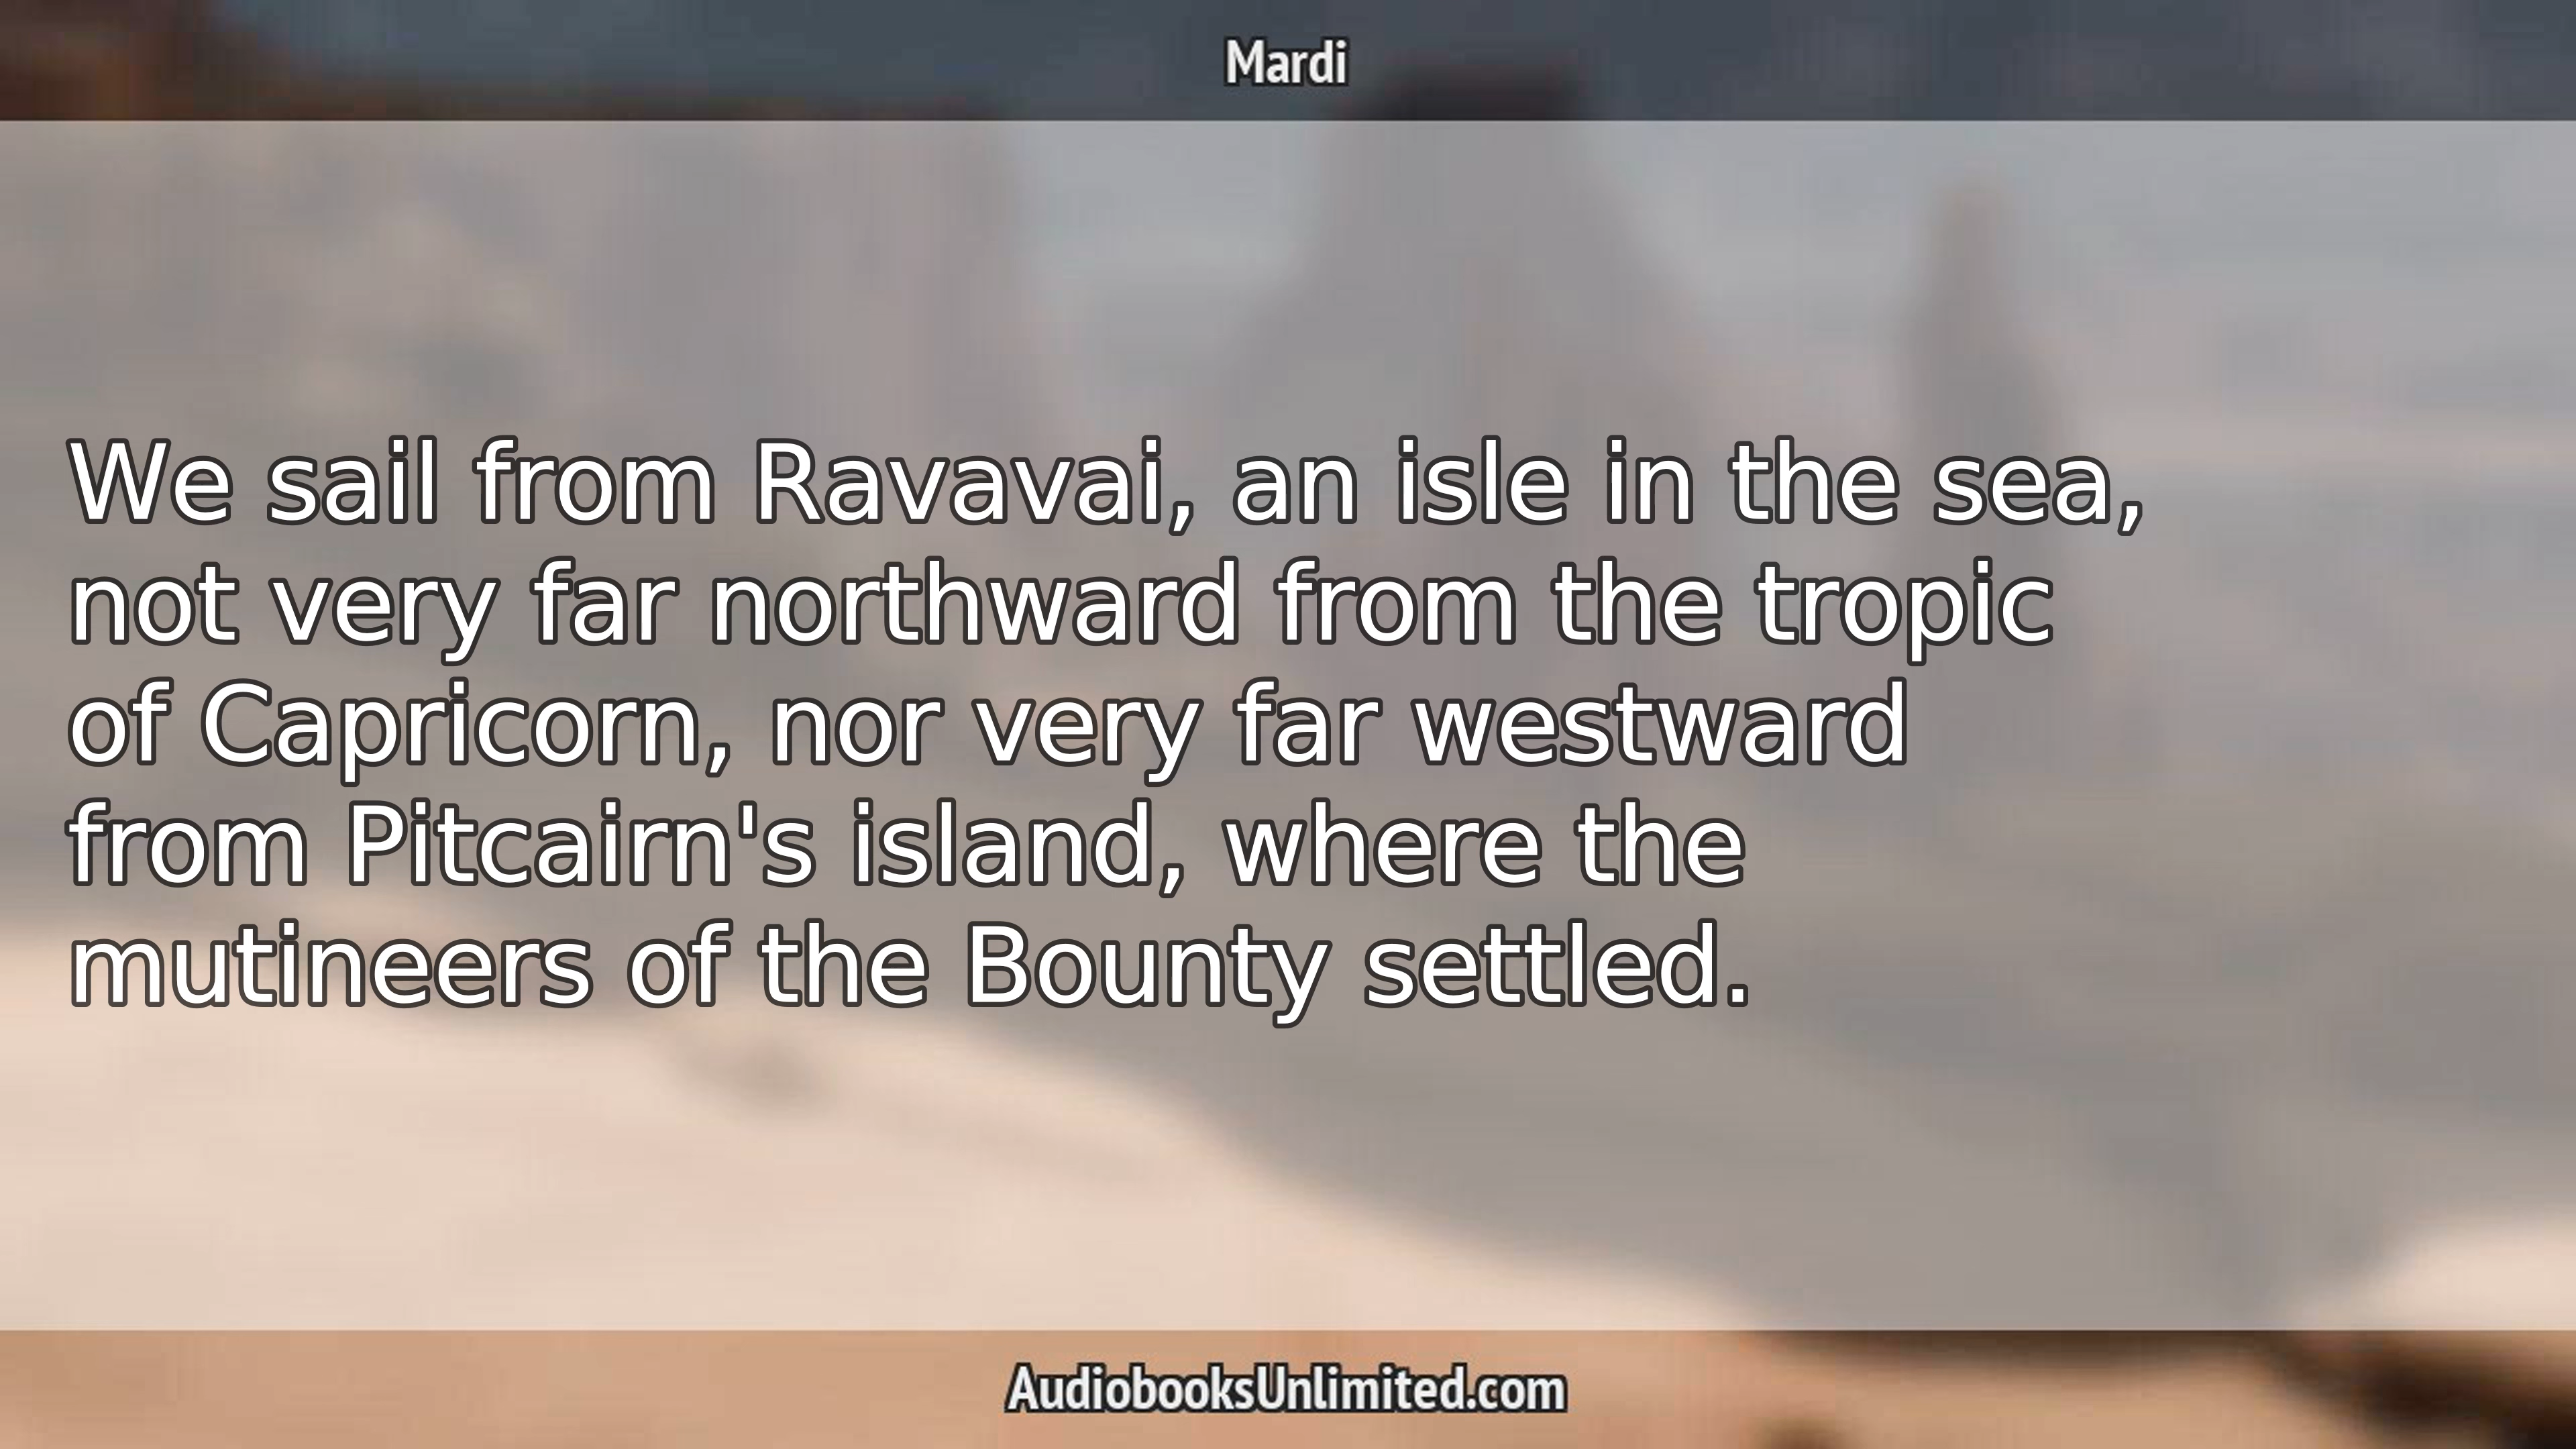 Mardi
We sail from Ravavai, an isle in the sea,
not very far northward from the tropic
of Capricorn, nor very far westward
from Pitcairn's island, where the
mutineers of the Bounty settled.
AudiobooksUnlimited.com